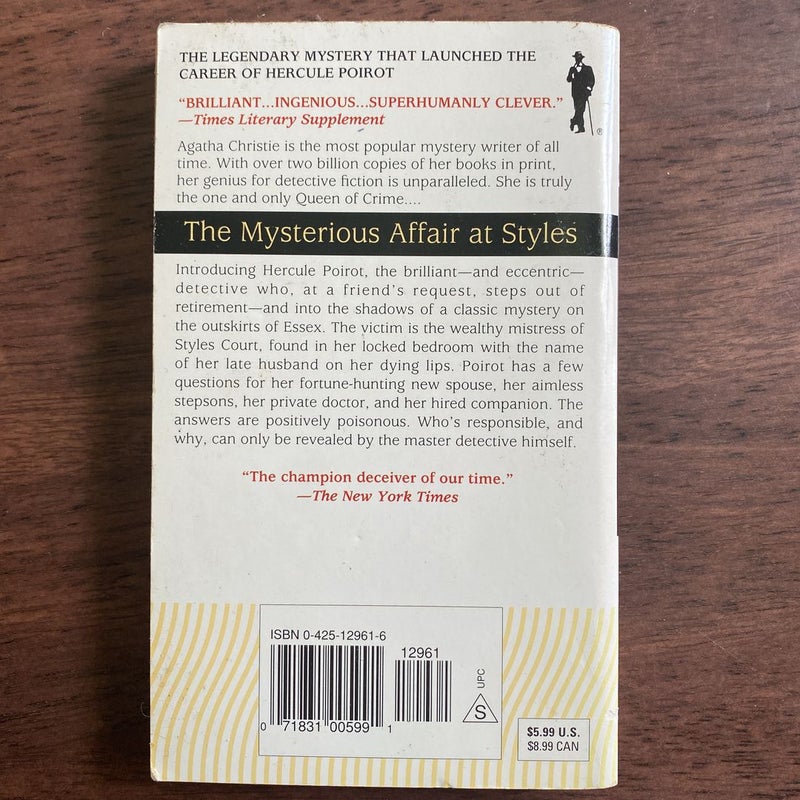 THE LEGENDARY MYSTERY THAT LAUNCHED THE
CAREER OF HERCULE POIROT
“BRILLIANT...INGENIOUS...SUPERHUMANLY CLEVER.”
—Times Literary Supplement
®
Agatha Christie is the most popular mystery writer of all
time. With over two billion copies of her books in print,
her genius for detective fiction is unparalleled. She is truly
the one and only Queen of Crime....
The Mysterious Affair at Styles
Introducing Hercule Poirot, the brilliant—and eccentric—
detective who, at a friend’s request, steps out of
retirement—and into the shadows of a classic mystery on
the outskirts of Essex. The victim is the wealthy mistress of
Styles Court, found in her locked bedroom with the name
of her late husband on her dying lips. Poirot has a few
questions for her fortune-hunting new spouse, her aimless
stepsons, her private doctor, and her hired companion. The
answers are positively poisonous. Who’s responsible, and
why, can only be revealed by the master detective himself.
“The champion deceiver of our time.”
—The New York Times
ISBN 0-425-12961-6
12961
0 71831 00599 1
UPC
S
$5.99 U.S.
$8.99 CAN